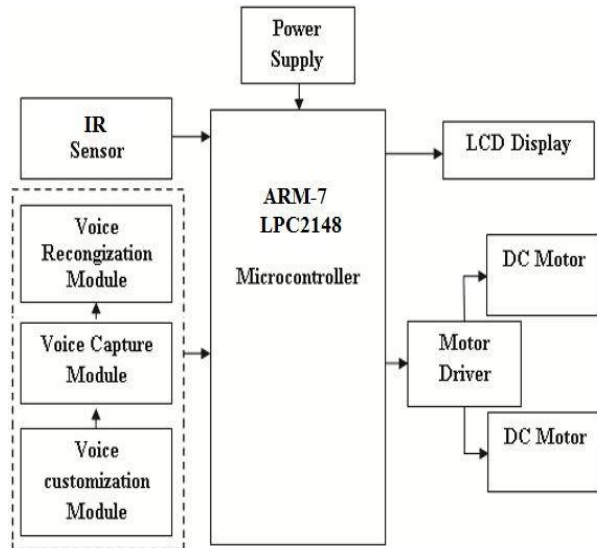 Power
Supply
IR
Sensor
LCD Display
ARM-7
LPC2148
Microcontroller
Voice
Recongization
Module
Voice Capture
Module
Voice
customization
Module
Motor
Driver
DC Motor
DC Motor